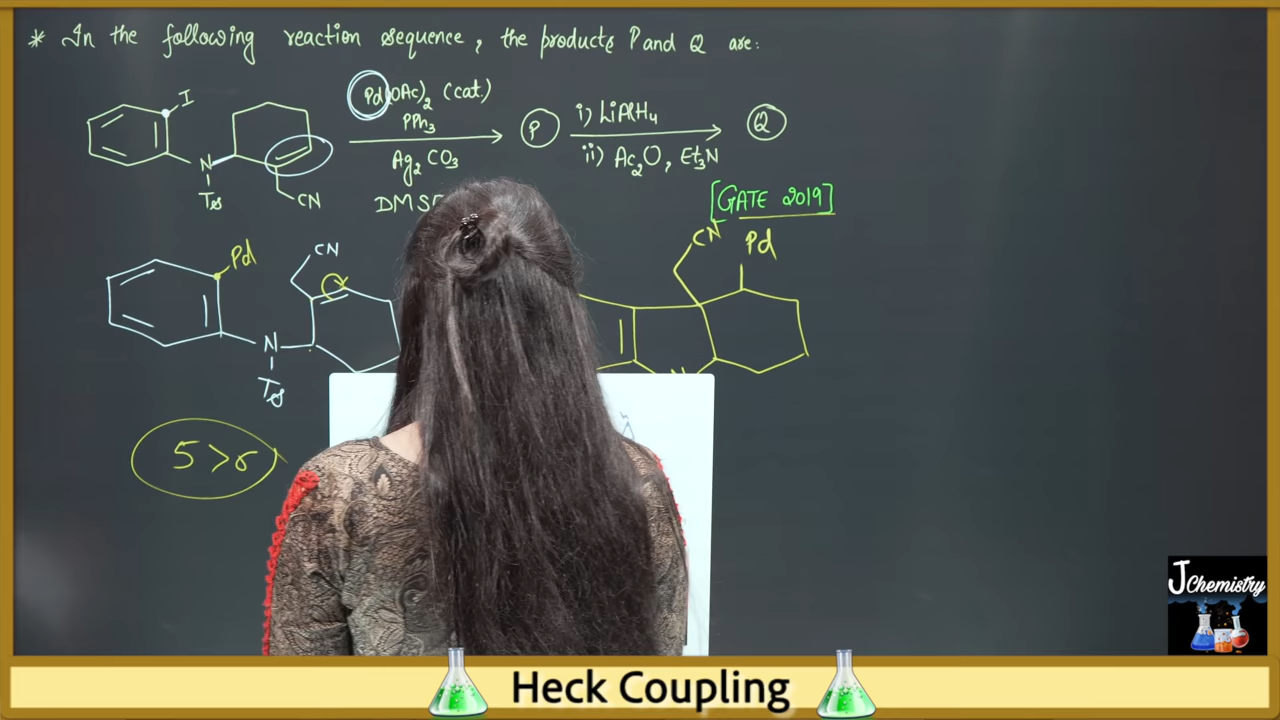 * In the following reaction sequence, the products P and Q are:
I
Pd(OAc)2 (cat.)
PPh3
Ag2CO3
N
Ts
CN
P
i) LiAlH4
ii) Ac2O, Et3N
Q
[GATE 2019]
Pd
CN
N
Ts
CN
Pd
5 > 6
J Chemistry
Heck Coupling